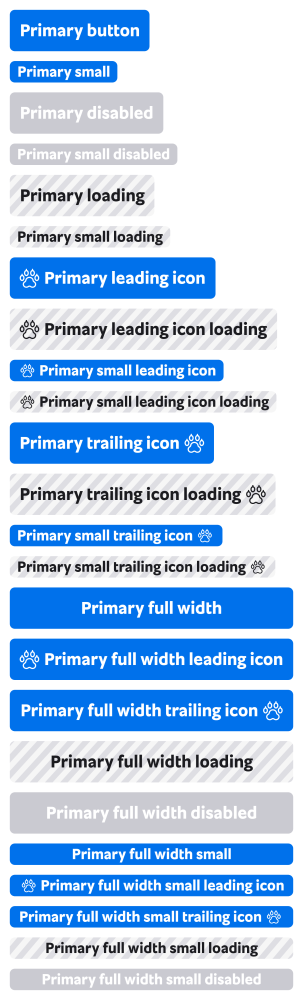 Primary button
Primary small
Primary disabled
Primary small disabled
Primary loading
Primary small loading
Primary leading icon
Primary leading icon loading
Primary small leading icon
Primary small leading icon loading
Primary trailing icon
Primary trailing icon loading
Primary small trailing icon
Primary small trailing icon loading
Primary full width
Primary full width leading icon
Primary full width trailing icon
Primary full width loading
Primary full width disabled
Primary full width small
Primary full width small leading icon
Primary full width small trailing icon
Primary full width small loading
Primary full width small disabled